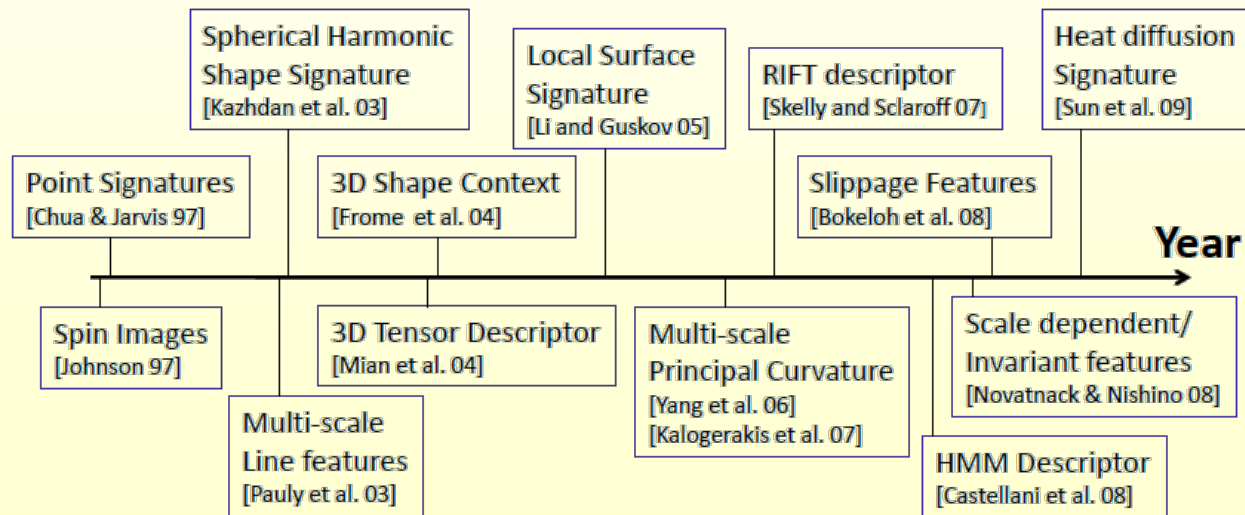 Spherical Harmonic
Shape Signature
[Kazhdan et al. 03]
Local Surface
Signature
[Li and Guskov 05]
RIFT descriptor
[Skelly and Sclaroff 07]
Heat diffusion
Signature
[Sun et al. 09]
Point Signatures
[Chua & Jarvis 97]
3D Shape Context
[Frome et al. 04]
Slippage Features
[Bokeloh et al. 08]
Year
Spin Images
[Johnson 97]
3D Tensor Descriptor
[Mian et al. 04]
Multi-scale
Principal Curvature
[Yang et al. 06]
[Kalogerakis et al. 07]
Scale dependent/
Invariant features
[Novatnack & Nishino 08]
Multi-scale
Line features
[Pauly et al. 03]
HMM Descriptor
[Castellani et al. 08]